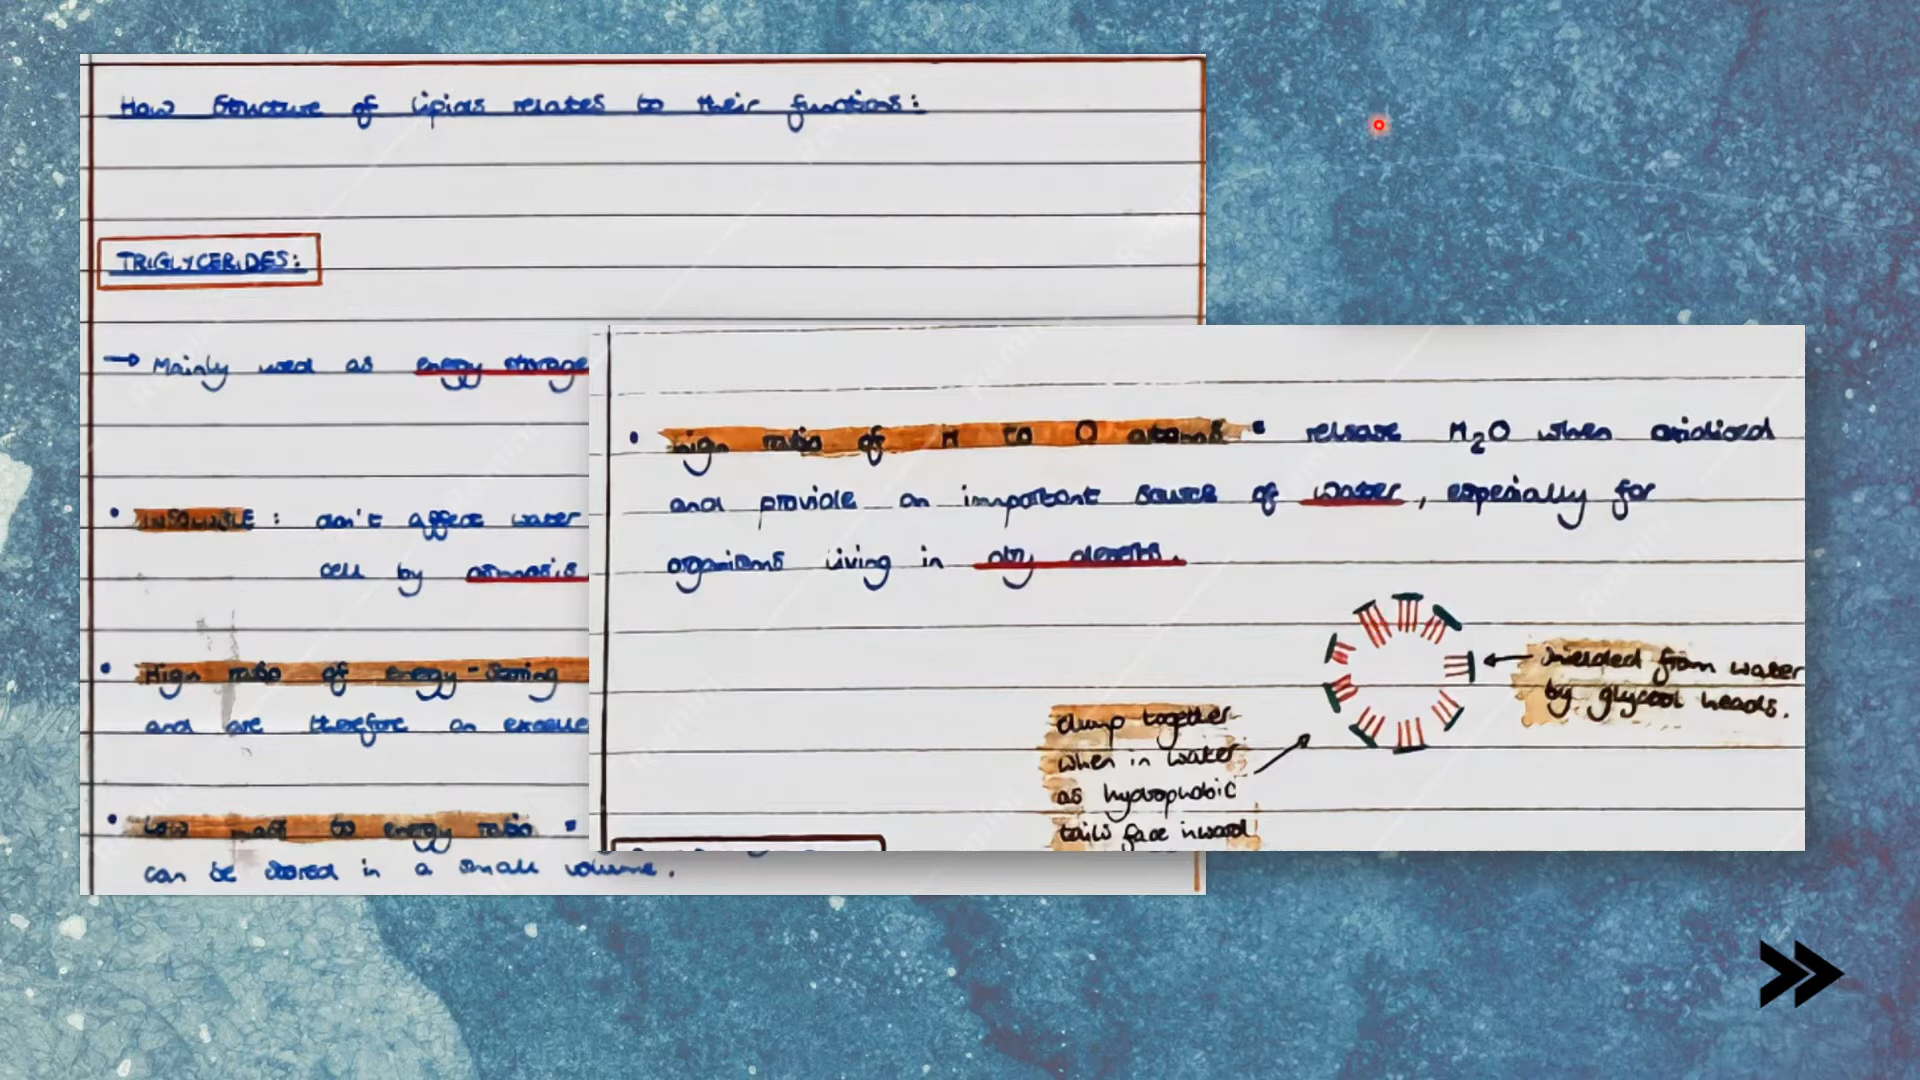 How Structure of lipids relates to their functions:
TRIGLYCERIDES:
→ Mainly used as energy storage
• INSOLUBLE : don't affect water
cell by osmosis
• High ratio of energy-storing
and are therefore an excelle
• Low mass to energy ratio •
can be stored in a small volume.
• high ratio of H to O atoms • release H2O when oxidised
and provide an important source of water, especially for
organisms living in dry deserts.
shielded from water
by glycerol heads.
clump together
when in water
as hydrophobic
tails face inward